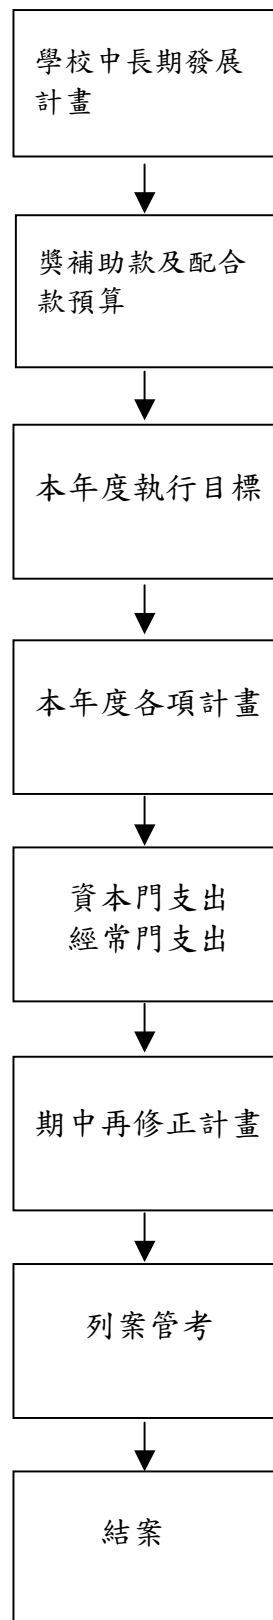 學校中長期發展
計畫
獎補助款及配合
款預算
本年度執行目標
本年度各項計畫
資本門支出
經常門支出
期中再修正計畫
列案管考
結案